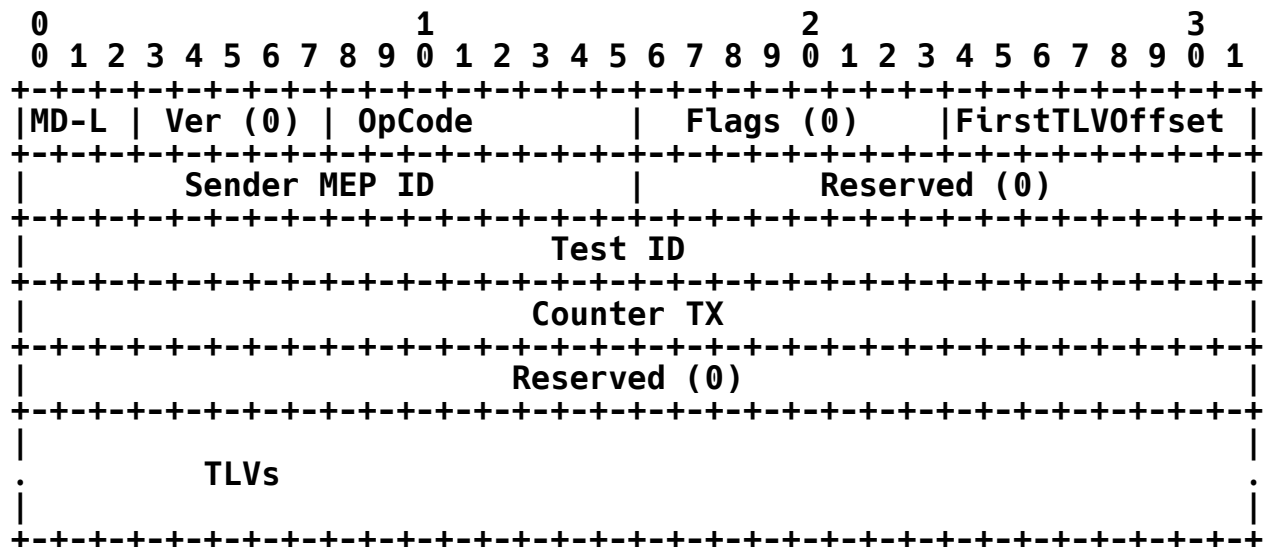 0                   1                   2                   3
 0 1 2 3 4 5 6 7 8 9 0 1 2 3 4 5 6 7 8 9 0 1 2 3 4 5 6 7 8 9 0 1
+-+-+-+-+-+-+-+-+-+-+-+-+-+-+-+-+-+-+-+-+-+-+-+-+-+-+-+-+-+-+-+-+
|MD-L | Ver (0) | OpCode        |  Flags (0)    |FirstTLVOffset |
+-+-+-+-+-+-+-+-+-+-+-+-+-+-+-+-+-+-+-+-+-+-+-+-+-+-+-+-+-+-+-+-+
|        Sender MEP ID          |         Reserved (0)          |
+-+-+-+-+-+-+-+-+-+-+-+-+-+-+-+-+-+-+-+-+-+-+-+-+-+-+-+-+-+-+-+-+
|                           Test ID                             |
+-+-+-+-+-+-+-+-+-+-+-+-+-+-+-+-+-+-+-+-+-+-+-+-+-+-+-+-+-+-+-+-+
|                          Counter TX                           |
+-+-+-+-+-+-+-+-+-+-+-+-+-+-+-+-+-+-+-+-+-+-+-+-+-+-+-+-+-+-+-+-+
|                         Reserved (0)                          |
+-+-+-+-+-+-+-+-+-+-+-+-+-+-+-+-+-+-+-+-+-+-+-+-+-+-+-+-+-+-+-+-+
|                                                               |
.         TLVs                                                  .
|                                                               |
+-+-+-+-+-+-+-+-+-+-+-+-+-+-+-+-+-+-+-+-+-+-+-+-+-+-+-+-+-+-+-+-+